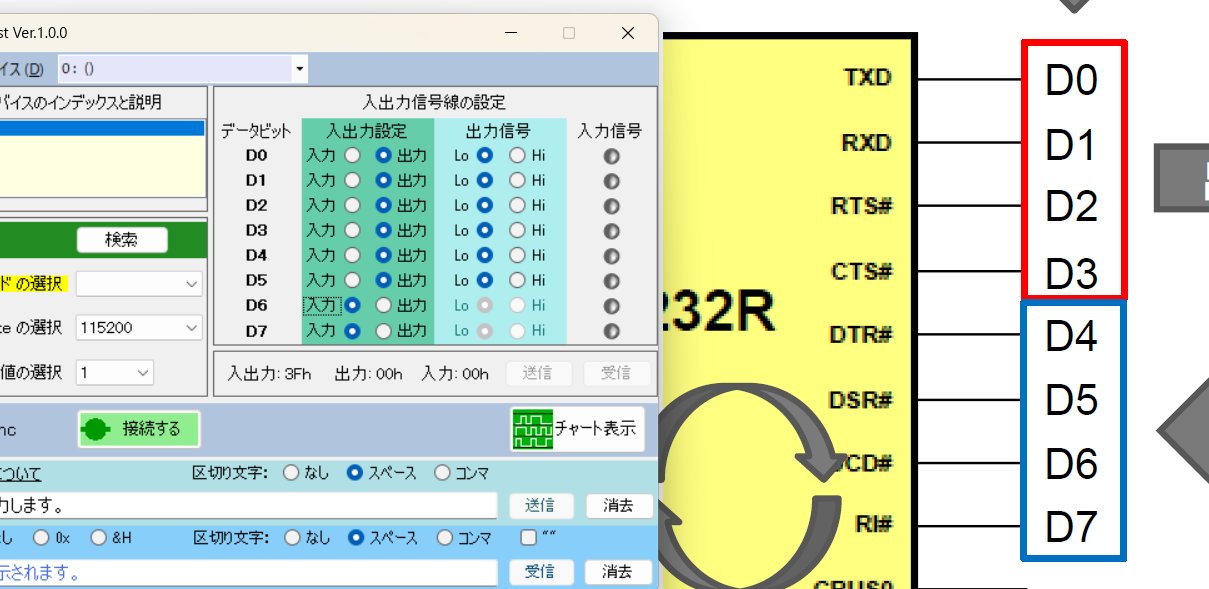 st Ver.1.0.0
イス(D) 0: ()
バイスのインデックスと説明
入出力信号線の設定
データビット 入出力設定 出力信号 入力信号
D0 入力 出力 Lo Hi
D1 入力 出力 Lo Hi
D2 入力 出力 Lo Hi
D3 入力 出力 Lo Hi
D4 入力 出力 Lo Hi
D5 入力 出力 Lo Hi
D6 入力 出力 Lo Hi
D7 入力 出力 Lo Hi
検索
ド の選択
te の選択 115200
値の選択 1
入出力: 3Fh 出力: 00h 入力: 00h 送信 受信
nc 接続する チャート表示
について 区切り文字: なし スペース コンマ
力します。 送信 消去
し 0x &H 区切り文字: なし スペース コンマ ""
示されます。 受信 消去
232R
TXD D0
RXD D1
RTS# D2
CTS# D3
DTR# D4
DSR# D5
DCD# D6
RI# D7
CBUS0